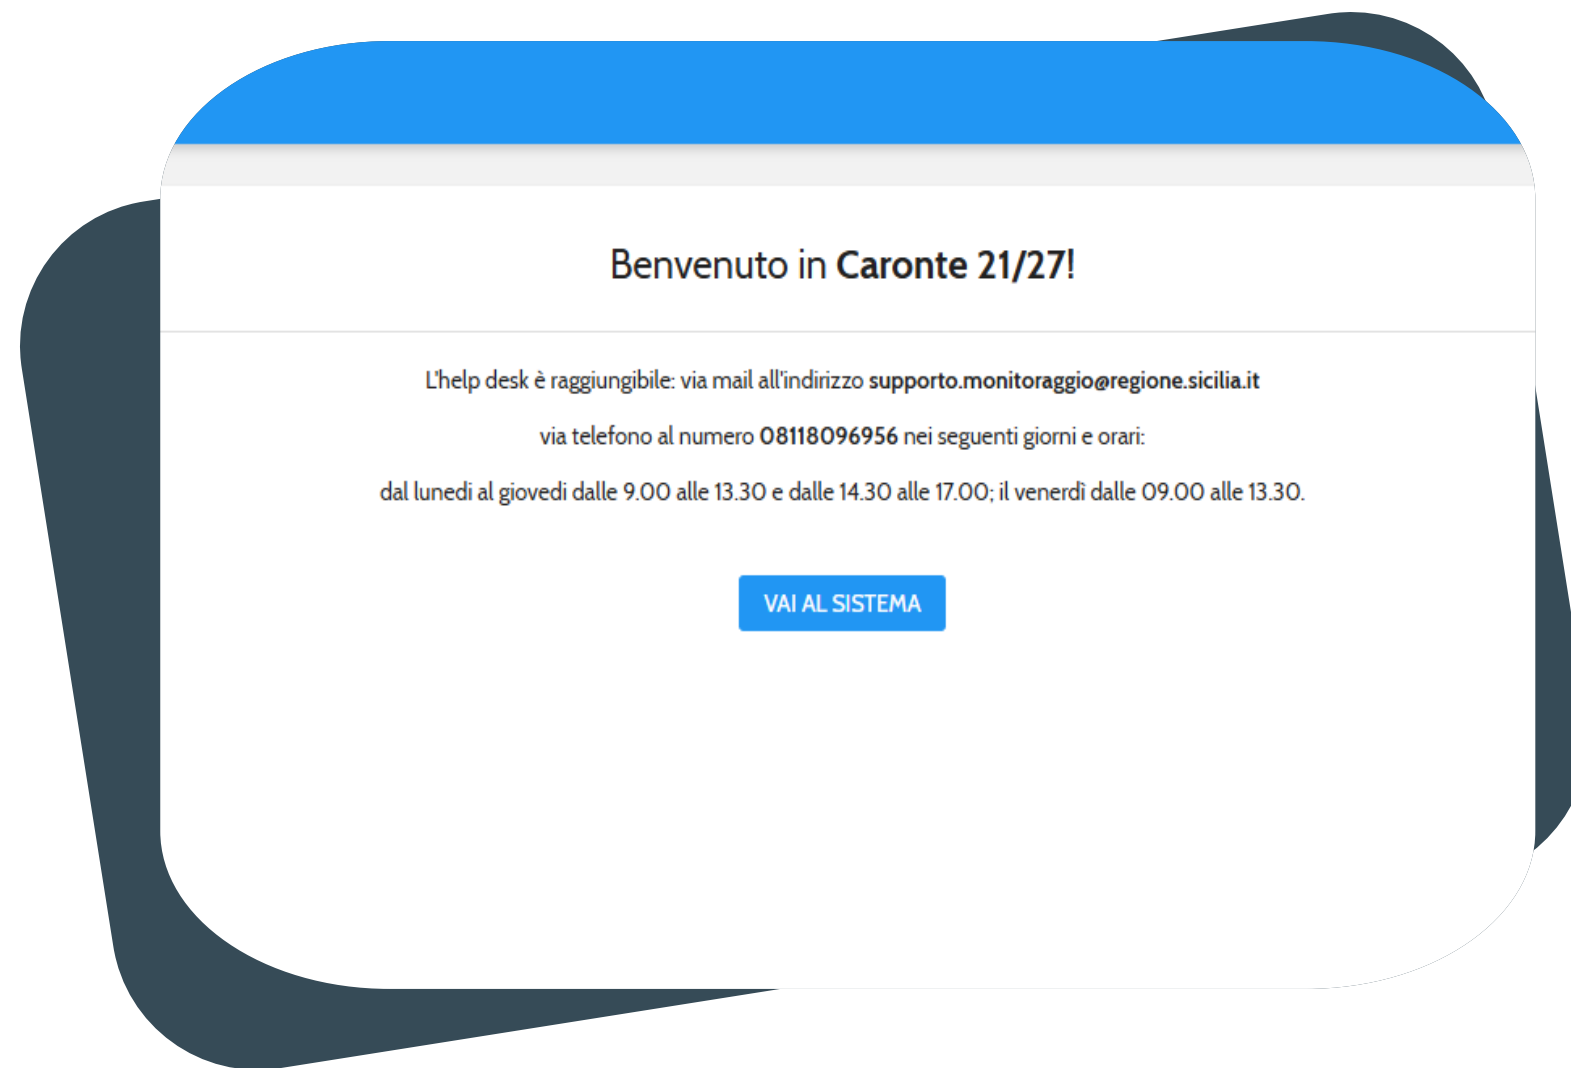 Benvenuto in Caronte 21/27!
L'help desk è raggiungibile: via mail all'indirizzo supporto.monitoraggio@regione.sicilia.it
via telefono al numero 08118096956 nei seguenti giorni e orari:
dal lunedi al giovedi dalle 9.00 alle 13.30 e dalle 14.30 alle 17.00; il venerdì dalle 09.00 alle 13.30.
VAI AL SISTEMA